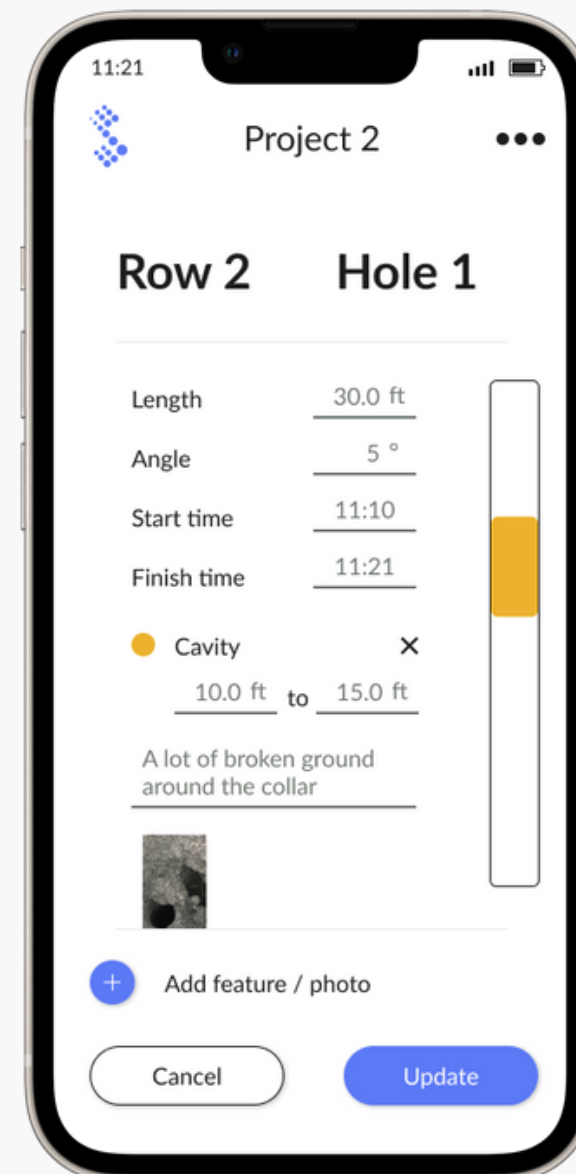 11:21
Project 2
Row 2 Hole 1
Length 30.0 ft
Angle 5 °
Start time 11:10
Finish time 11:21
Cavity
10.0 ft to 15.0 ft
A lot of broken ground
around the collar
Add feature / photo
Cancel Update